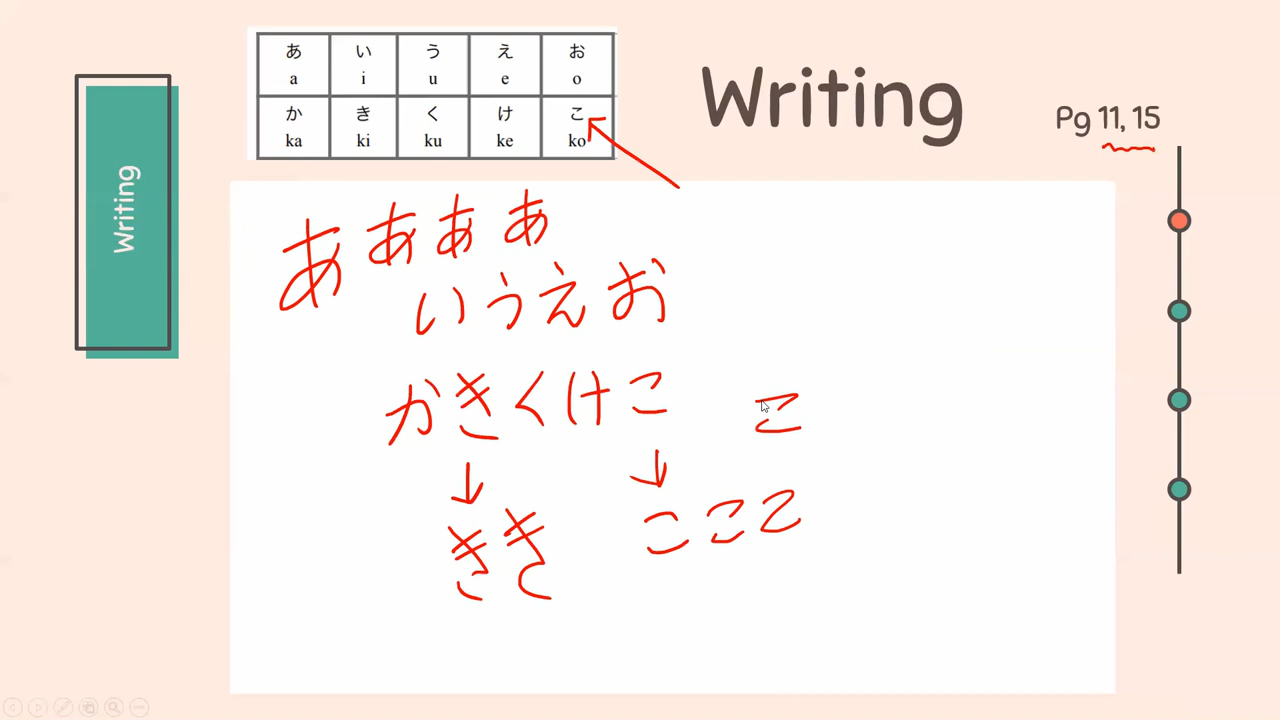 あ い う え お
a i u e o
か き く け こ
ka ki ku ke ko
Writing
Pg 11, 15
Writing
あ あ あ あ
い う え お
か き く け こ
こ
き き
こ こ こ